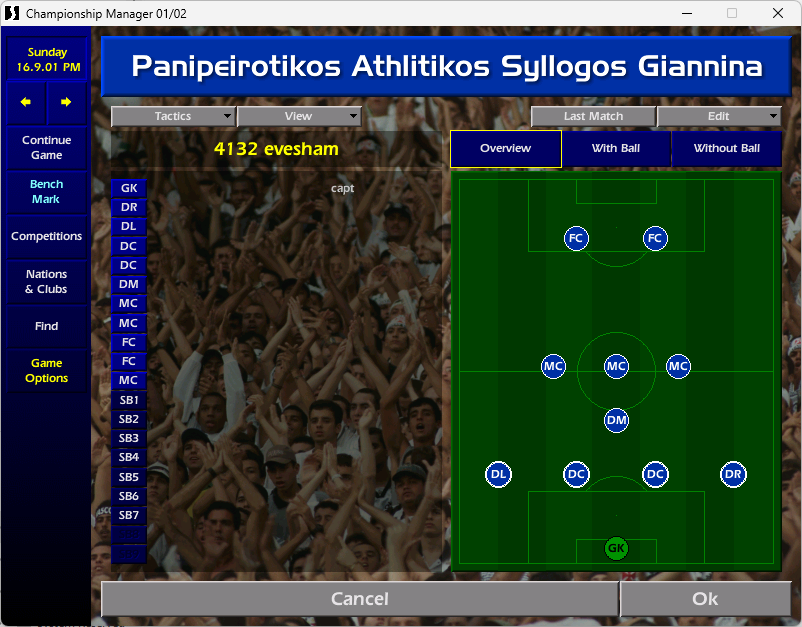 Championship Manager 01/02
Sunday
16.9.01 PM
Continue
Game
Bench
Mark
Competitions
Nations
& Clubs
Find
Game
Options
Panipeirotikos Athlitikos Syllogos Giannina
Tactics
View
Last Match
Edit
4132 evesham
Overview
With Ball
Without Ball
GK
capt
DR
DL
DC
DC
DM
MC
MC
FC
FC
MC
SB1
SB2
SB3
SB4
SB5
SB6
SB7
FC FC
MC MC MC
DM
DL DC DC DR
GK
Cancel
Ok